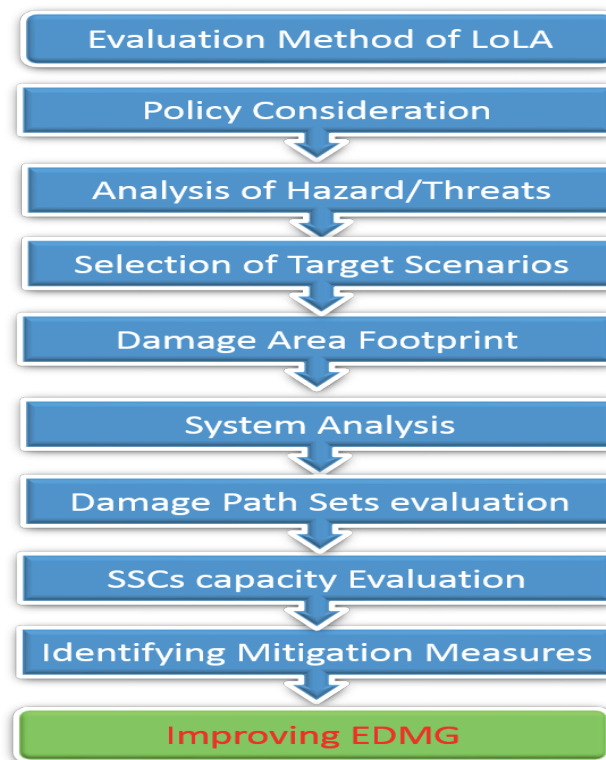 Evaluation Method of LoLA
Policy Consideration
Analysis of Hazard/Threats
Selection of Target Scenarios
Damage Area Footprint
System Analysis
Damage Path Sets evaluation
SSCs capacity Evaluation
Identifying Mitigation Measures
Improving EDMG